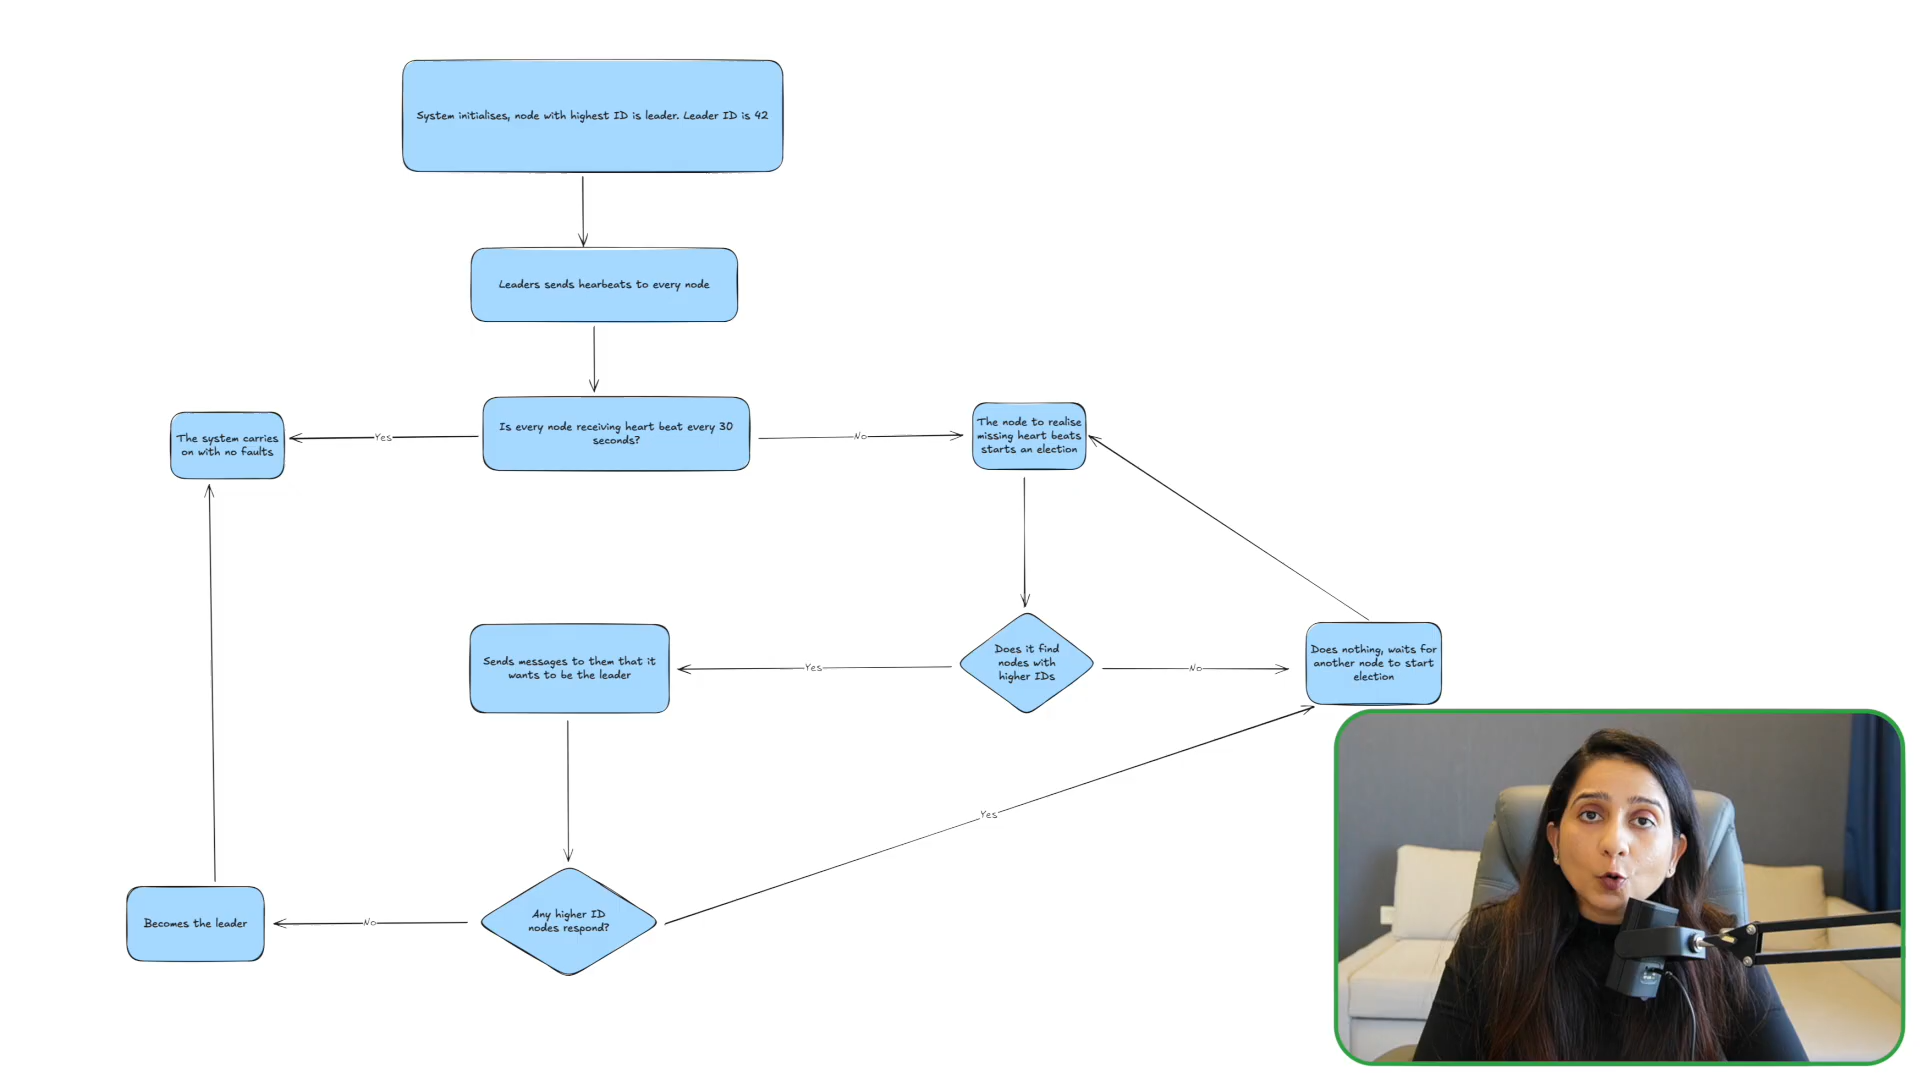 System initialises, node with highest ID is leader. Leader ID is 42
Leaders sends hearbeats to every node
Is every node receiving heart beat every 30
seconds?
Yes
No
The system carries
on with no faults
The node to realise
missing heart beats
starts an election
Does it find
nodes with
higher IDs
Yes
No
Sends messages to them that it
wants to be the leader
Does nothing, waits for
another node to start
election
Yes
Any higher ID
nodes respond?
No
Becomes the leader